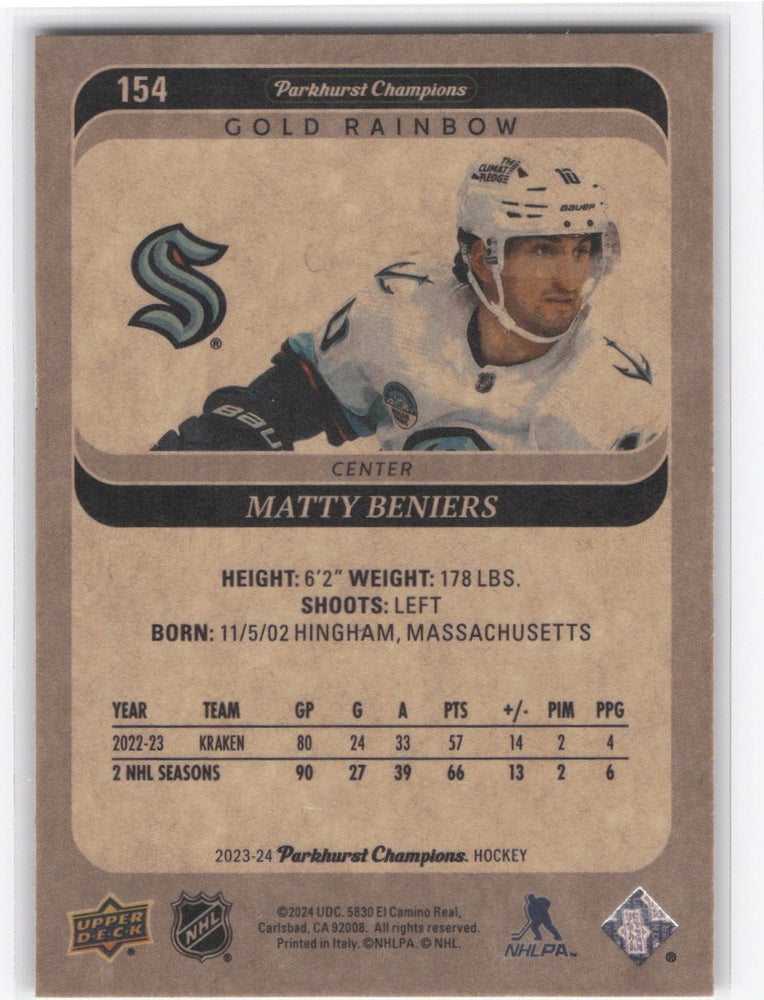 154 Parkhurst Champions
GOLD RAINBOW
THE
CLIMATE
PLEDGE
10
BAUER
BAU
CENTER
MATTY BENIERS
HEIGHT: 6'2" WEIGHT: 178 LBS.
SHOOTS: LEFT
BORN: 11/5/02 HINGHAM, MASSACHUSETTS
YEAR TEAM GP G A PTS +/- PIM PPG
2022-23 KRAKEN 80 24 33 57 14 2 4
2 NHL SEASONS 90 27 39 66 13 2 6
2023-24 Parkhurst Champions. HOCKEY
UPPER
D·E·C·K
NHL
®
©2024 UDC. 5830 El Camino Real,
Carlsbad, CA 92008. All rights reserved.
Printed in Italy. ©NHLPA. © NHL.
NHLPA™
®